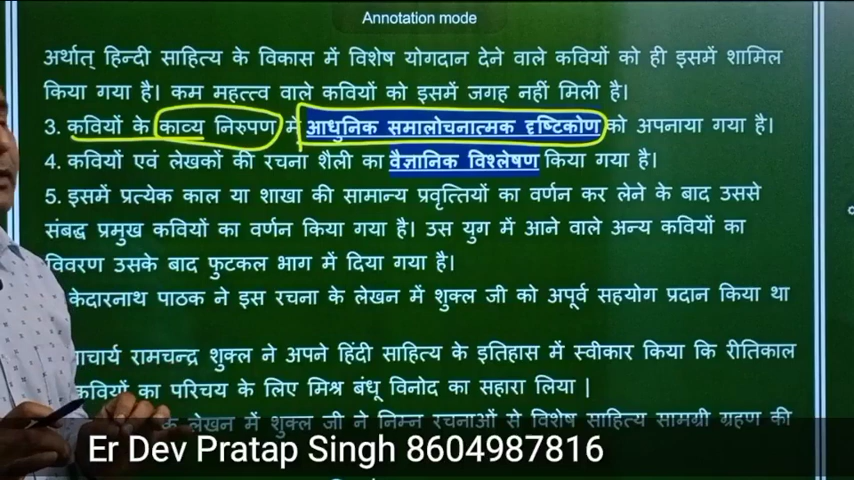 Annotation mode
अर्थात् हिन्दी साहित्य के विकास में विशेष योगदान देने वाले कवियों को ही इसमें शामिल
किया गया है। कम महत्त्व वाले कवियों को इसमें जगह नहीं मिली है।
3. कवियों के काव्य निरुपण में आधुनिक समालोचनात्मक दृष्टिकोण को अपनाया गया है।
4. कवियों एवं लेखकों की रचना शैली का वैज्ञानिक विश्लेषण किया गया है।
5. इसमें प्रत्येक काल या शाखा की सामान्य प्रवृत्तियों का वर्णन कर लेने के बाद उससे
संबद्ध प्रमुख कवियों का वर्णन किया गया है। उस युग में आने वाले अन्य कवियों का
विवरण उसके बाद फुटकल भाग में दिया गया है।
केदारनाथ पाठक ने इस रचना के लेखन में शुक्ल जी को अपूर्व सहयोग प्रदान किया था
ाचार्य रामचन्द्र शुक्ल ने अपने हिंदी साहित्य के इतिहास में स्वीकार किया कि रीतिकाल
कवियों का परिचय के लिए मिश्र बंधू विनोद का सहारा लिया |
के लेखन में शुक्ल जी ने निम्न रचनाओं से विशेष साहित्य सामग्री ग्रहण की
Er Dev Pratap Singh 8604987816